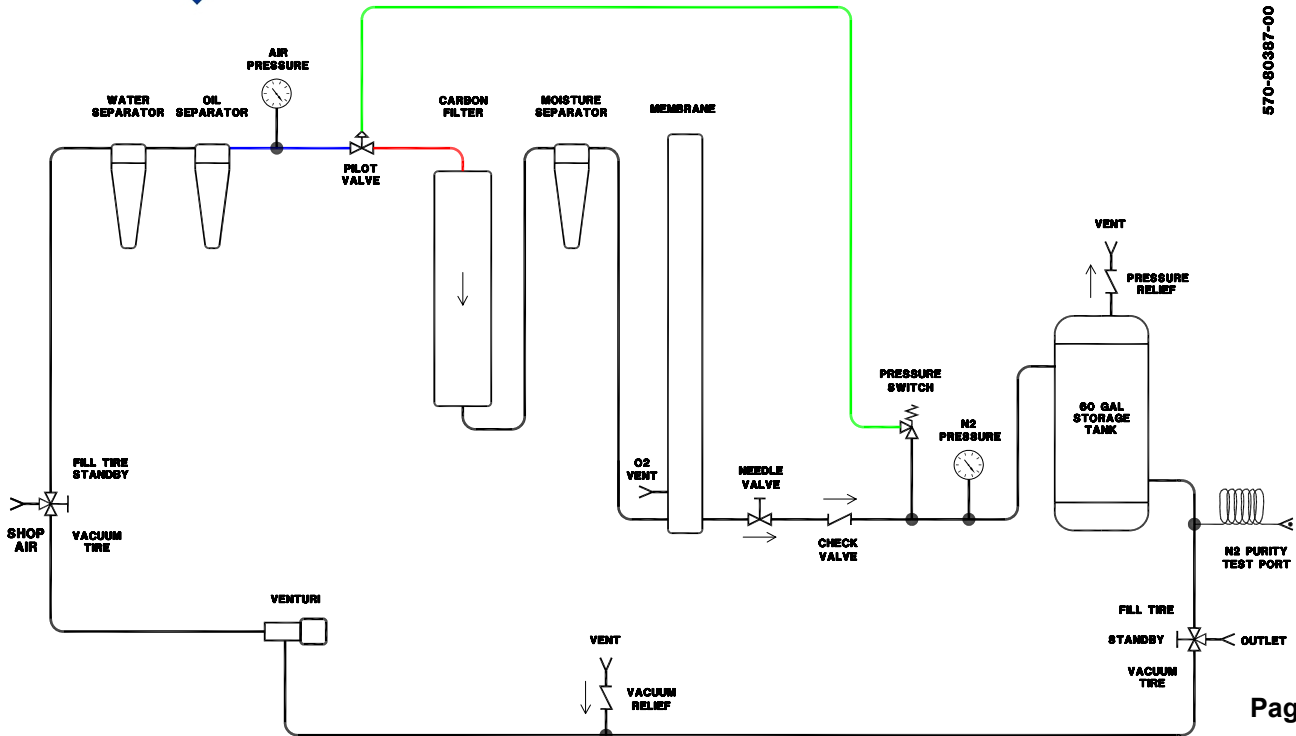 570-80387-00
AIR
PRESSURE
WATER
SEPARATOR
OIL
SEPARATOR
CARBON
FILTER
MOISTURE
SEPARATOR
MEMBRANE
PILOT
VALVE
VENT
PRESSURE
RELIEF
PRESSURE
SWITCH
N2
PRESSURE
60 GAL
STORAGE
TANK
FILL TIRE
STANDBY
O2
VENT
NEEDLE
VALVE
SHOP
AIR
VACUUM
TIRE
CHECK
VALVE
N2 PURITY
TEST PORT
VENTURI
FILL TIRE
STANDBY
OUTLET
VENT
VACUUM
TIRE
VACUUM
RELIEF
Pag